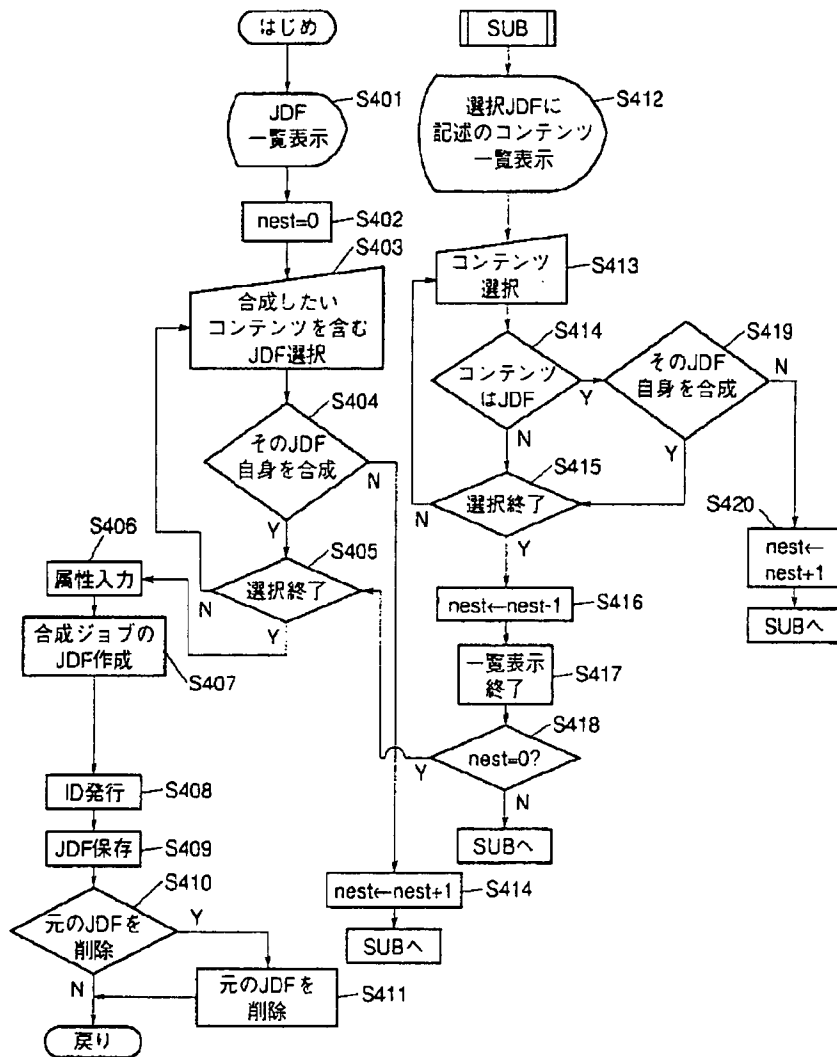 はじめ
JDF
一覧表示
S401
nest=0
S402
S403
合成したい
コンテンツを含む
JDF選択
S404
そのJDF
自身を合成
N
Y
S405
選択終了
N
Y
S406
属性入力
合成ジョブの
JDF作成
S407
ID発行
S408
JDF保存
S409
S410
元のJDFを
削除
Y
N
元のJDFを
削除
S411
戻り
nest←nest+1
S414
SUBへ
SUB
S412
選択JDFに
記述のコンテンツ
一覧表示
コンテンツ
選択
S413
S414
コンテンツ
はJDF
Y
N
S419
そのJDF
自身を合成
N
Y
S415
選択終了
N
Y
S420
nest←
nest+1
SUBへ
nest←nest-1
S416
一覧表示
終了
S417
S418
nest=0?
Y
N
SUBへ